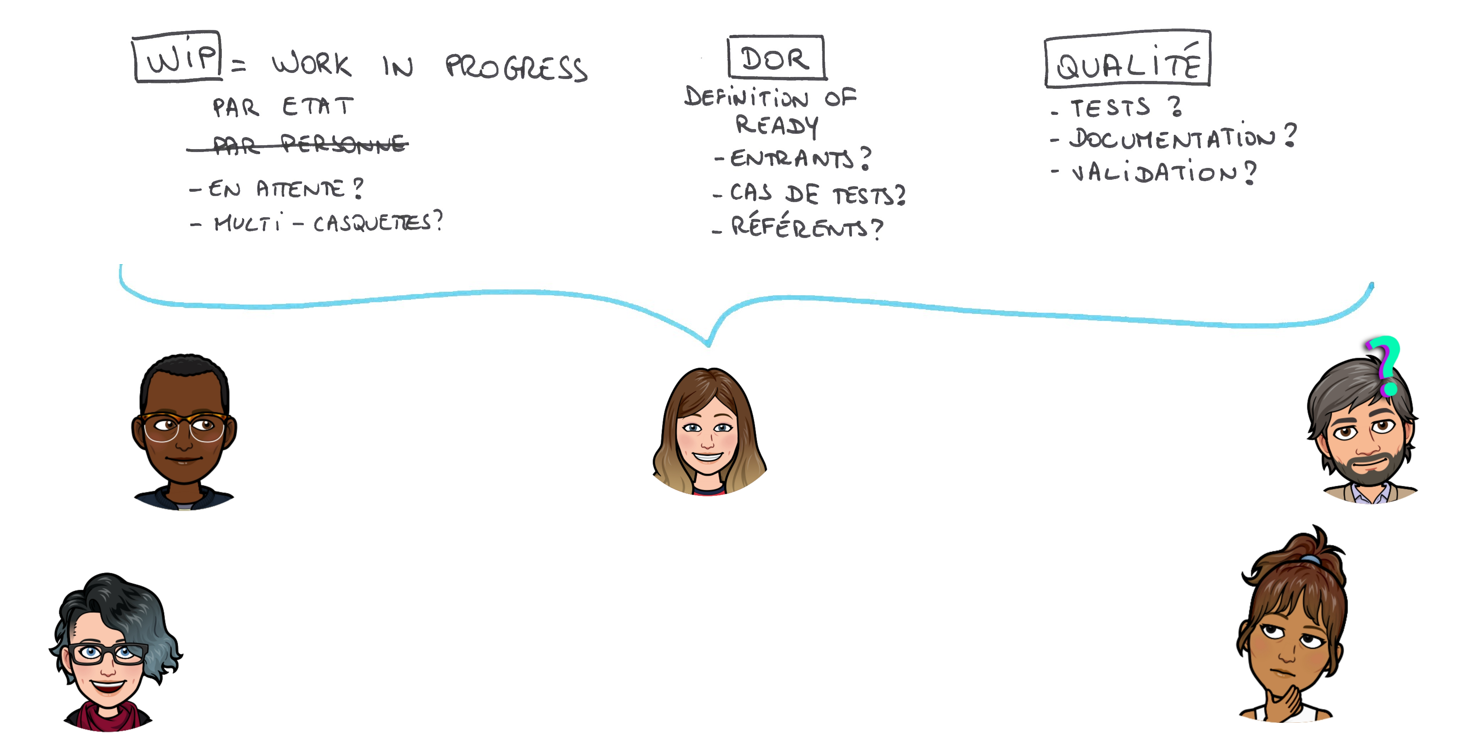 WIP = WORK IN PROGRESS
PAR ETAT
PAR PERSONNE
- EN ATTENTE ?
- MULTI - CASQUETTES ?
DOR
DEFINITION OF
READY
- ENTRANTS ?
- CAS DE TESTS ?
- RÉFÉRENTS ?
QUALITÉ
- TESTS ?
- DOCUMENTATION ?
- VALIDATION ?
?